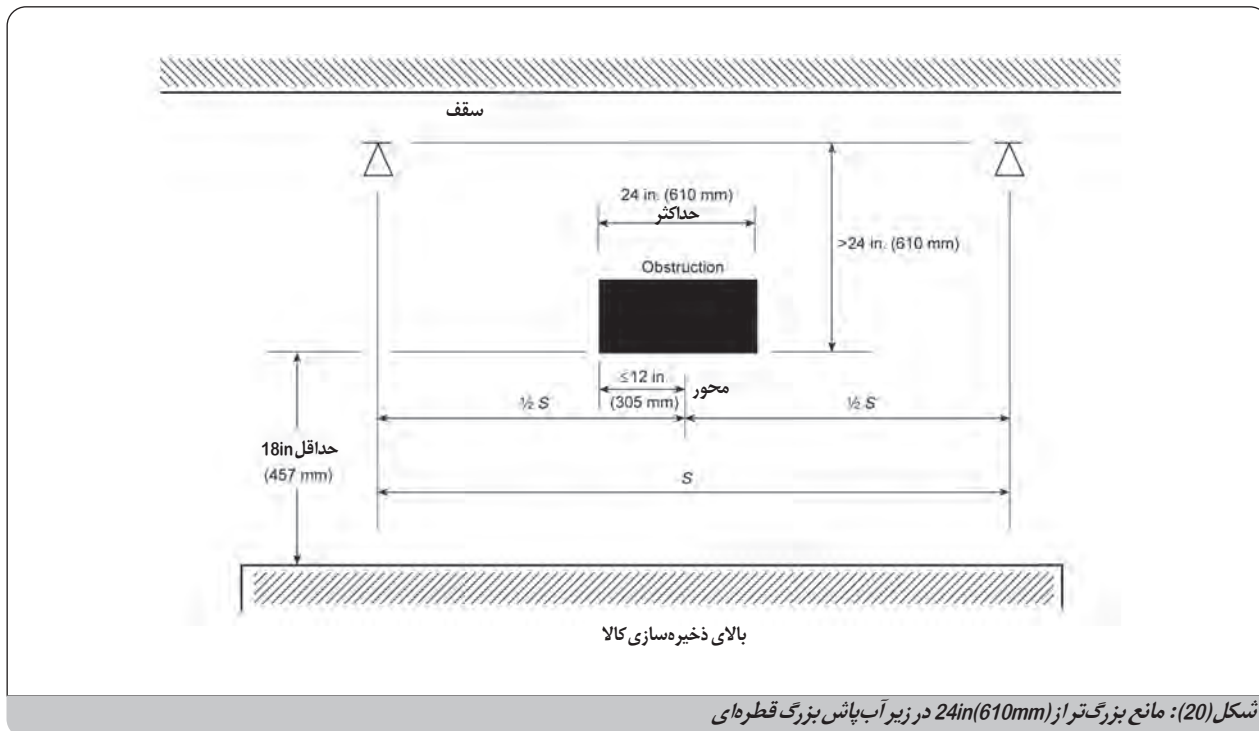 سقف
24 in. (610 mm)
حداکثر
>24 in. (610 mm)
Obstruction
≤12 in
(305 mm)
محور
½ S
½ S
حداقل 18in
(457 mm)
S
بالای ذخیره‌سازی کالا
شکل(20): مانع بزرگ‌تر از 24in(610mm) در زیر آب‌پاش بزرگ قطره‌ای